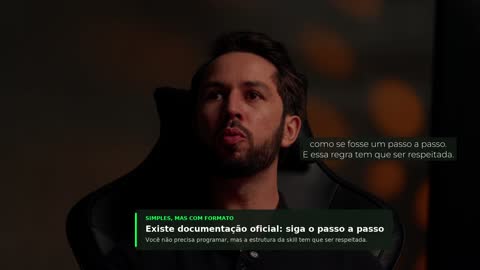 como se fosse um passo a passo.
E essa regra tem que ser respeitada.
SIMPLES, MAS COM FORMATO
Existe documentação oficial: siga o passo a passo
Você não precisa programar, mas a estrutura da skill tem que ser respeitada.